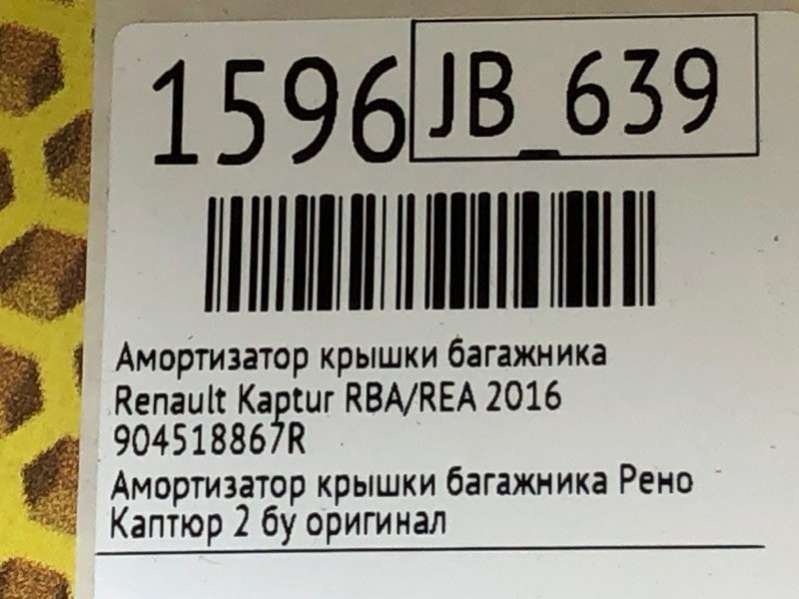 1596 JB_639
Амортизатор крышки багажника
Renault Kaptur RBA/REA 2016
904518867R
Амортизатор крышки багажника Рено
Каптюр 2 бу оригинал